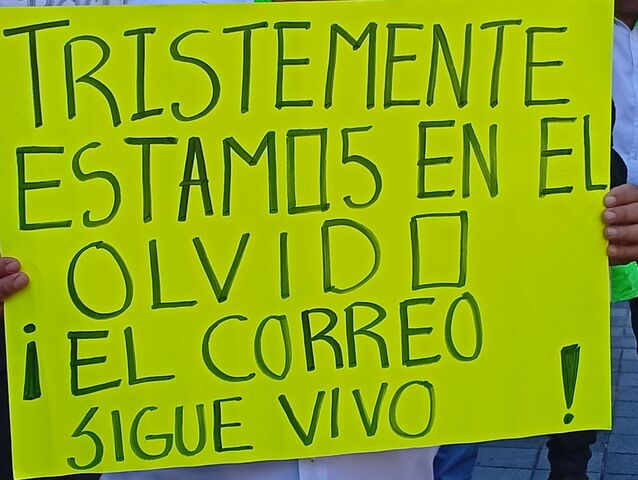 TRISTEMENTE
ESTAMOS EN EL
OLVIDO
¡EL CORREO
SIGUE VIVO!